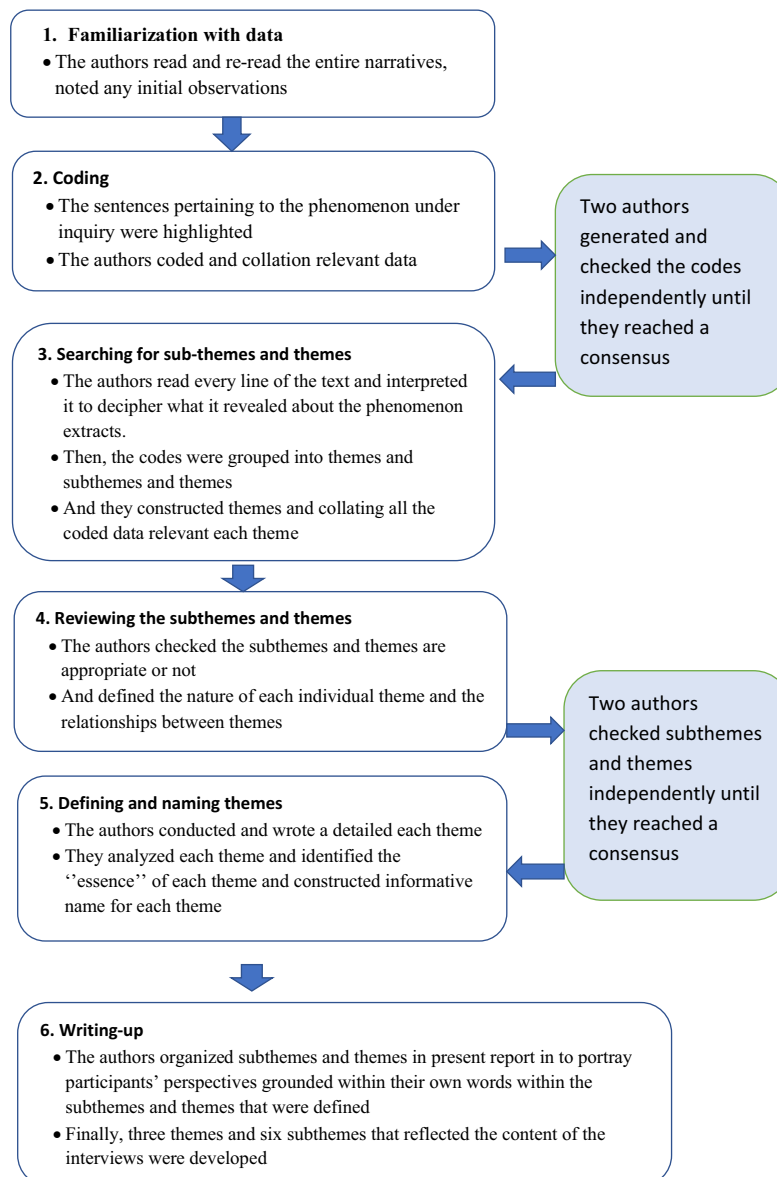 1. Familiarization with data
• The authors read and re-read the entire narratives,
noted any initial observations
2. Coding
• The sentences pertaining to the phenomenon under
inquiry were highlighted
• The authors coded and collation relevant data
Two authors
generated and
checked the codes
independently until
they reached a
consensus
3. Searching for sub-themes and themes
• The authors read every line of the text and interpreted
it to decipher what it revealed about the phenomenon
extracts.
• Then, the codes were grouped into themes and
subthemes and themes
• And they constructed themes and collating all the
coded data relevant each theme
4. Reviewing the subthemes and themes
• The authors checked the subthemes and themes are
appropriate or not
• And defined the nature of each individual theme and the
relationships between themes
Two authors
checked subthemes
and themes
independently until
they reached a
consensus
5. Defining and naming themes
• The authors conducted and wrote a detailed each theme
• They analyzed each theme and identified the
‘‘essence’’ of each theme and constructed informative
name for each theme
6. Writing-up
• The authors organized subthemes and themes in present report in to portray
participants’ perspectives grounded within their own words within the
subthemes and themes that were defined
• Finally, three themes and six subthemes that reflected the content of the
interviews were developed